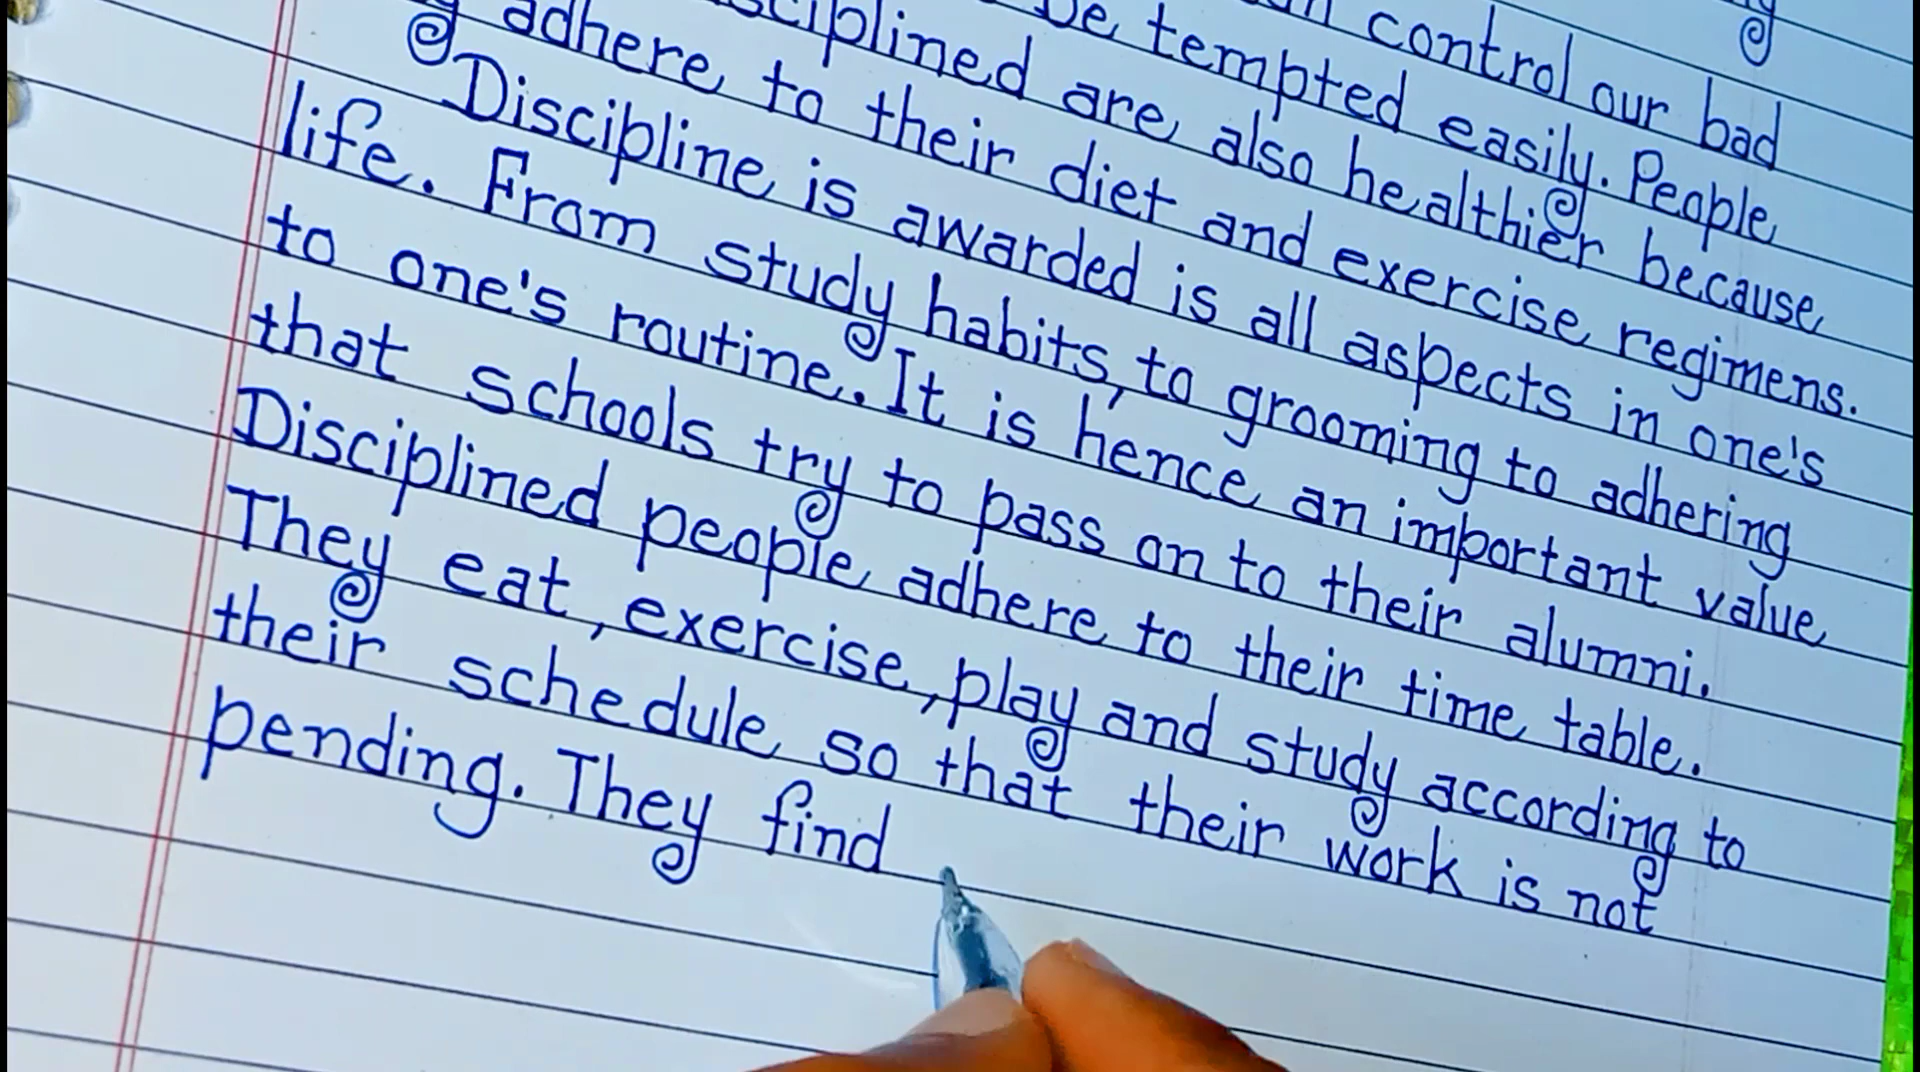 control our bad
be tempted easily. People
disciplined are also healthier because
adhere to their diet and exercise regimens.
Discipline is awarded is all aspects in one's
life. From study habits, to grooming to adhering
to one's routine. It is hence an important value
that schools try to pass on to their alumni.
Disciplined people adhere to their time table.
They eat, exercise, play and study according to
their schedule so that their work is not
pending. They find